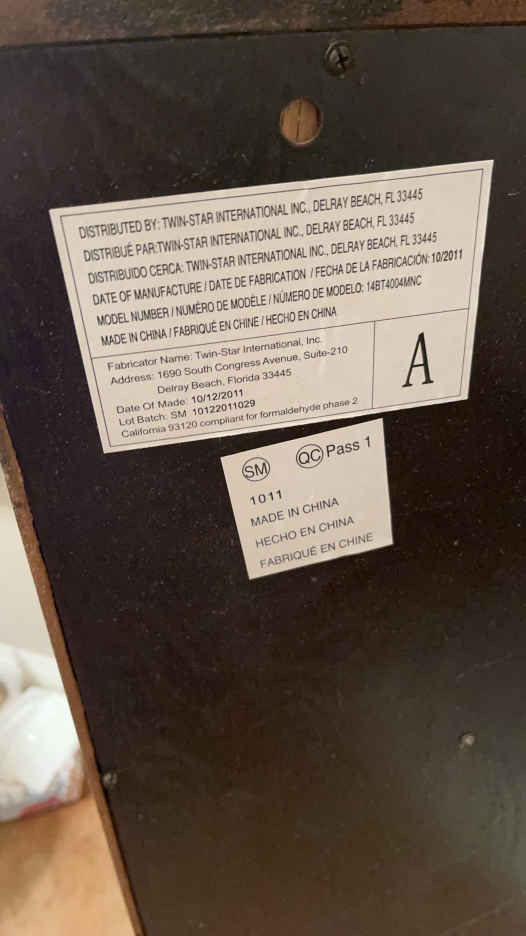 DISTRIBUTED BY: TWIN-STAR INTERNATIONAL INC., DELRAY BEACH, FL 33445
DISTRIBUÉ PAR:TWIN-STAR INTERNATIONAL INC., DELRAY BEACH, FL 33445
DISTRIBUIDO CERCA: TWIN-STAR INTERNATIONAL INC., DELRAY BEACH, FL 33445
DATE OF MANUFACTURE / DATE DE FABRICATION / FECHA DE LA FABRICACIÓN: 10/2011
MODEL NUMBER / NUMÉRO DE MODÈLE / NÚMERO DE MODELO: 14BT4004MNC
MADE IN CHINA / FABRIQUÉ EN CHINE / HECHO EN CHINA
Fabricator Name: Twin-Star International, Inc.
Address: 1690 South Congress Avenue, Suite-210
Delray Beach, Florida 33445
Date Of Made: 10/12/2011
Lot Batch: SM 10122011029
California 93120 compliant for formaldehyde phase 2
A
SM QC Pass 1
1011
MADE IN CHINA
HECHO EN CHINA
FABRIQUÉ EN CHINE